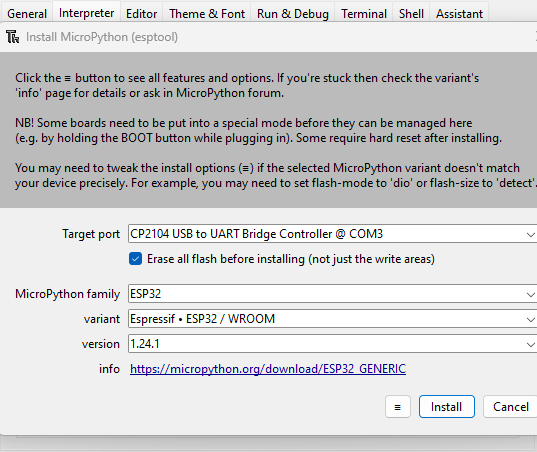 General Interpreter Editor Theme & Font Run & Debug Terminal Shell Assistant
Install MicroPython (esptool)
Click the ≡ button to see all features and options. If you're stuck then check the variant's
'info' page for details or ask in MicroPython forum.
NB! Some boards need to be put into a special mode before they can be managed here
(e.g. by holding the BOOT button while plugging in). Some require hard reset after installing.
You may need to tweak the install options (≡) if the selected MicroPython variant doesn't match
your device precisely. For example, you may need to set flash-mode to 'dio' or flash-size to 'detect'.
Target port CP2104 USB to UART Bridge Controller @ COM3
Erase all flash before installing (not just the write areas)
MicroPython family ESP32
variant Espressif • ESP32 / WROOM
version 1.24.1
info https://micropython.org/download/ESP32_GENERIC
≡ Install Cancel